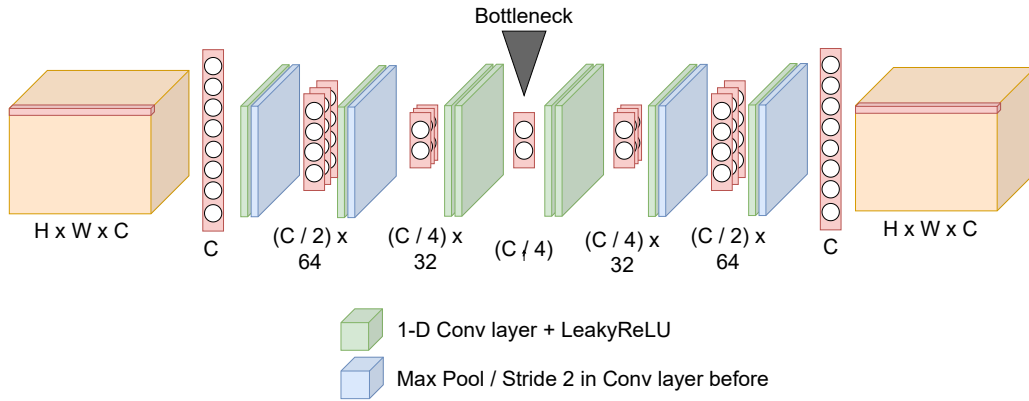 Bottleneck
H x W x C
C
(C / 2) x
64
(C / 4) x
32
(C / 4)
(C / 4) x
32
(C / 2) x
64
C
H x W x C
1-D Conv layer + LeakyReLU
Max Pool / Stride 2 in Conv layer before